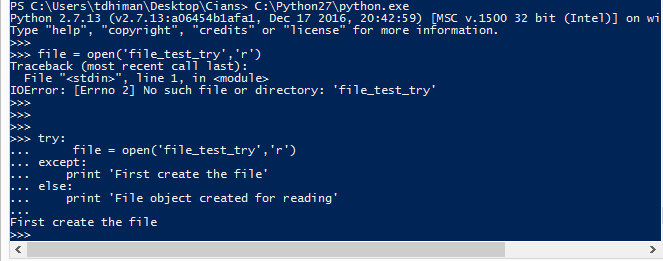 PS C:\Users\tdhiman\Desktop\Cians> C:\Python27\python.exe
Python 2.7.13 (v2.7.13:a06454b1afa1, Dec 17 2016, 20:42:59) [MSC v.1500 32 bit (Intel)] on wi
Type "help", "copyright", "credits" or "license" for more information.
>>>
>>> file = open('file_test_try','r')
Traceback (most recent call last):
  File "<stdin>", line 1, in <module>
IOError: [Errno 2] No such file or directory: 'file_test_try'
>>>
>>>
>>>
>>> try:
...      file = open('file_test_try','r')
... except:
...     print 'First create the file'
... else:
...     print 'File object created for reading'
...
First create the file
>>>